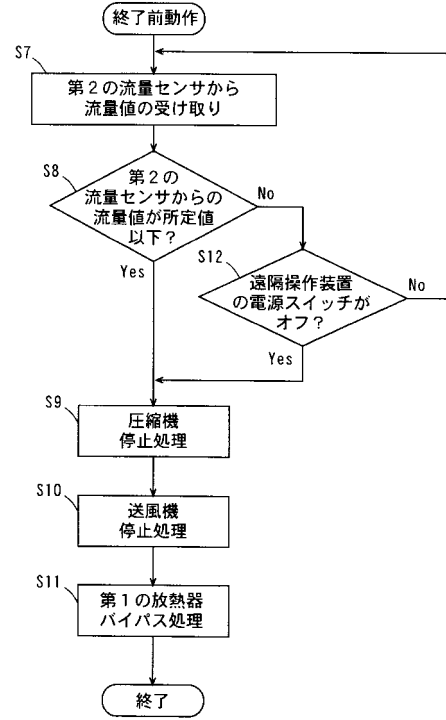 終了前動作
S7
第2の流量センサから
流量値の受け取り
S8
第2の
流量センサからの
流量値が所定値
以下？
No
Yes
S12
遠隔操作装置
の電源スイッチが
オフ？
No
Yes
S9
圧縮機
停止処理
S10
送風機
停止処理
S11
第1の放熱器
バイパス処理
終了